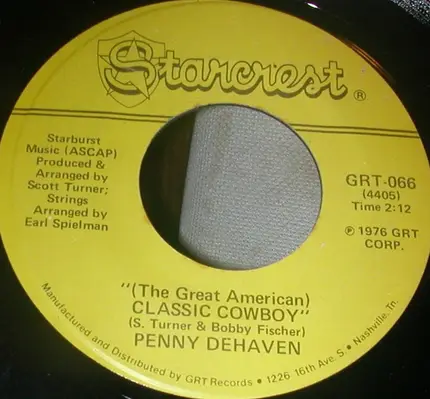 Starcrest ®
Starburst
Music (ASCAP)
Produced &
Arranged by
Scott Turner;
Strings
Arranged by
Earl Spielman
GRT-066
(4405)
Time 2:12
℗ 1976 GRT
CORP.
"(The Great American)
CLASSIC COWBOY"
(S. Turner & Bobby Fischer)
PENNY DEHAVEN
Manufactured and Distributed by GRT Records • 1226 16th Ave. S. • Nashville, Tn.